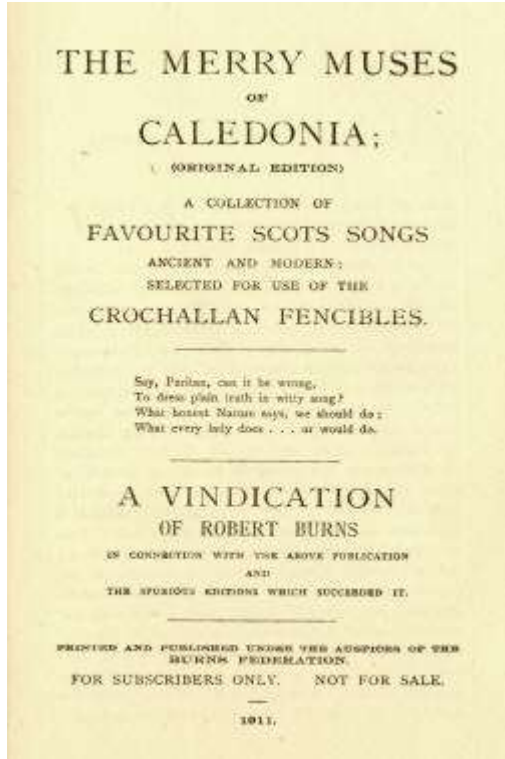 THE MERRY MUSES
OF
CALEDONIA;
(ORIGINAL EDITION)
A COLLECTION OF
FAVOURITE SCOTS SONGS
ANCIENT AND MODERN;
SELECTED FOR USE OF THE
CROCHALLAN FENCIBLES.
Say, Puritan, can it be wrong,
To dress plain truth in witty song?
What honest Nature says, we should do;
What every lady does . . . or would do.
A VINDICATION
OF ROBERT BURNS
IN CONNECTION WITH THE ABOVE PUBLICATION
AND
THE SPURIOUS EDITIONS WHICH SUCCEEDED IT.
PRINTED AND PUBLISHED UNDER THE AUSPICES OF THE
BURNS FEDERATION.
FOR SUBSCRIBERS ONLY. NOT FOR SALE.
1911.